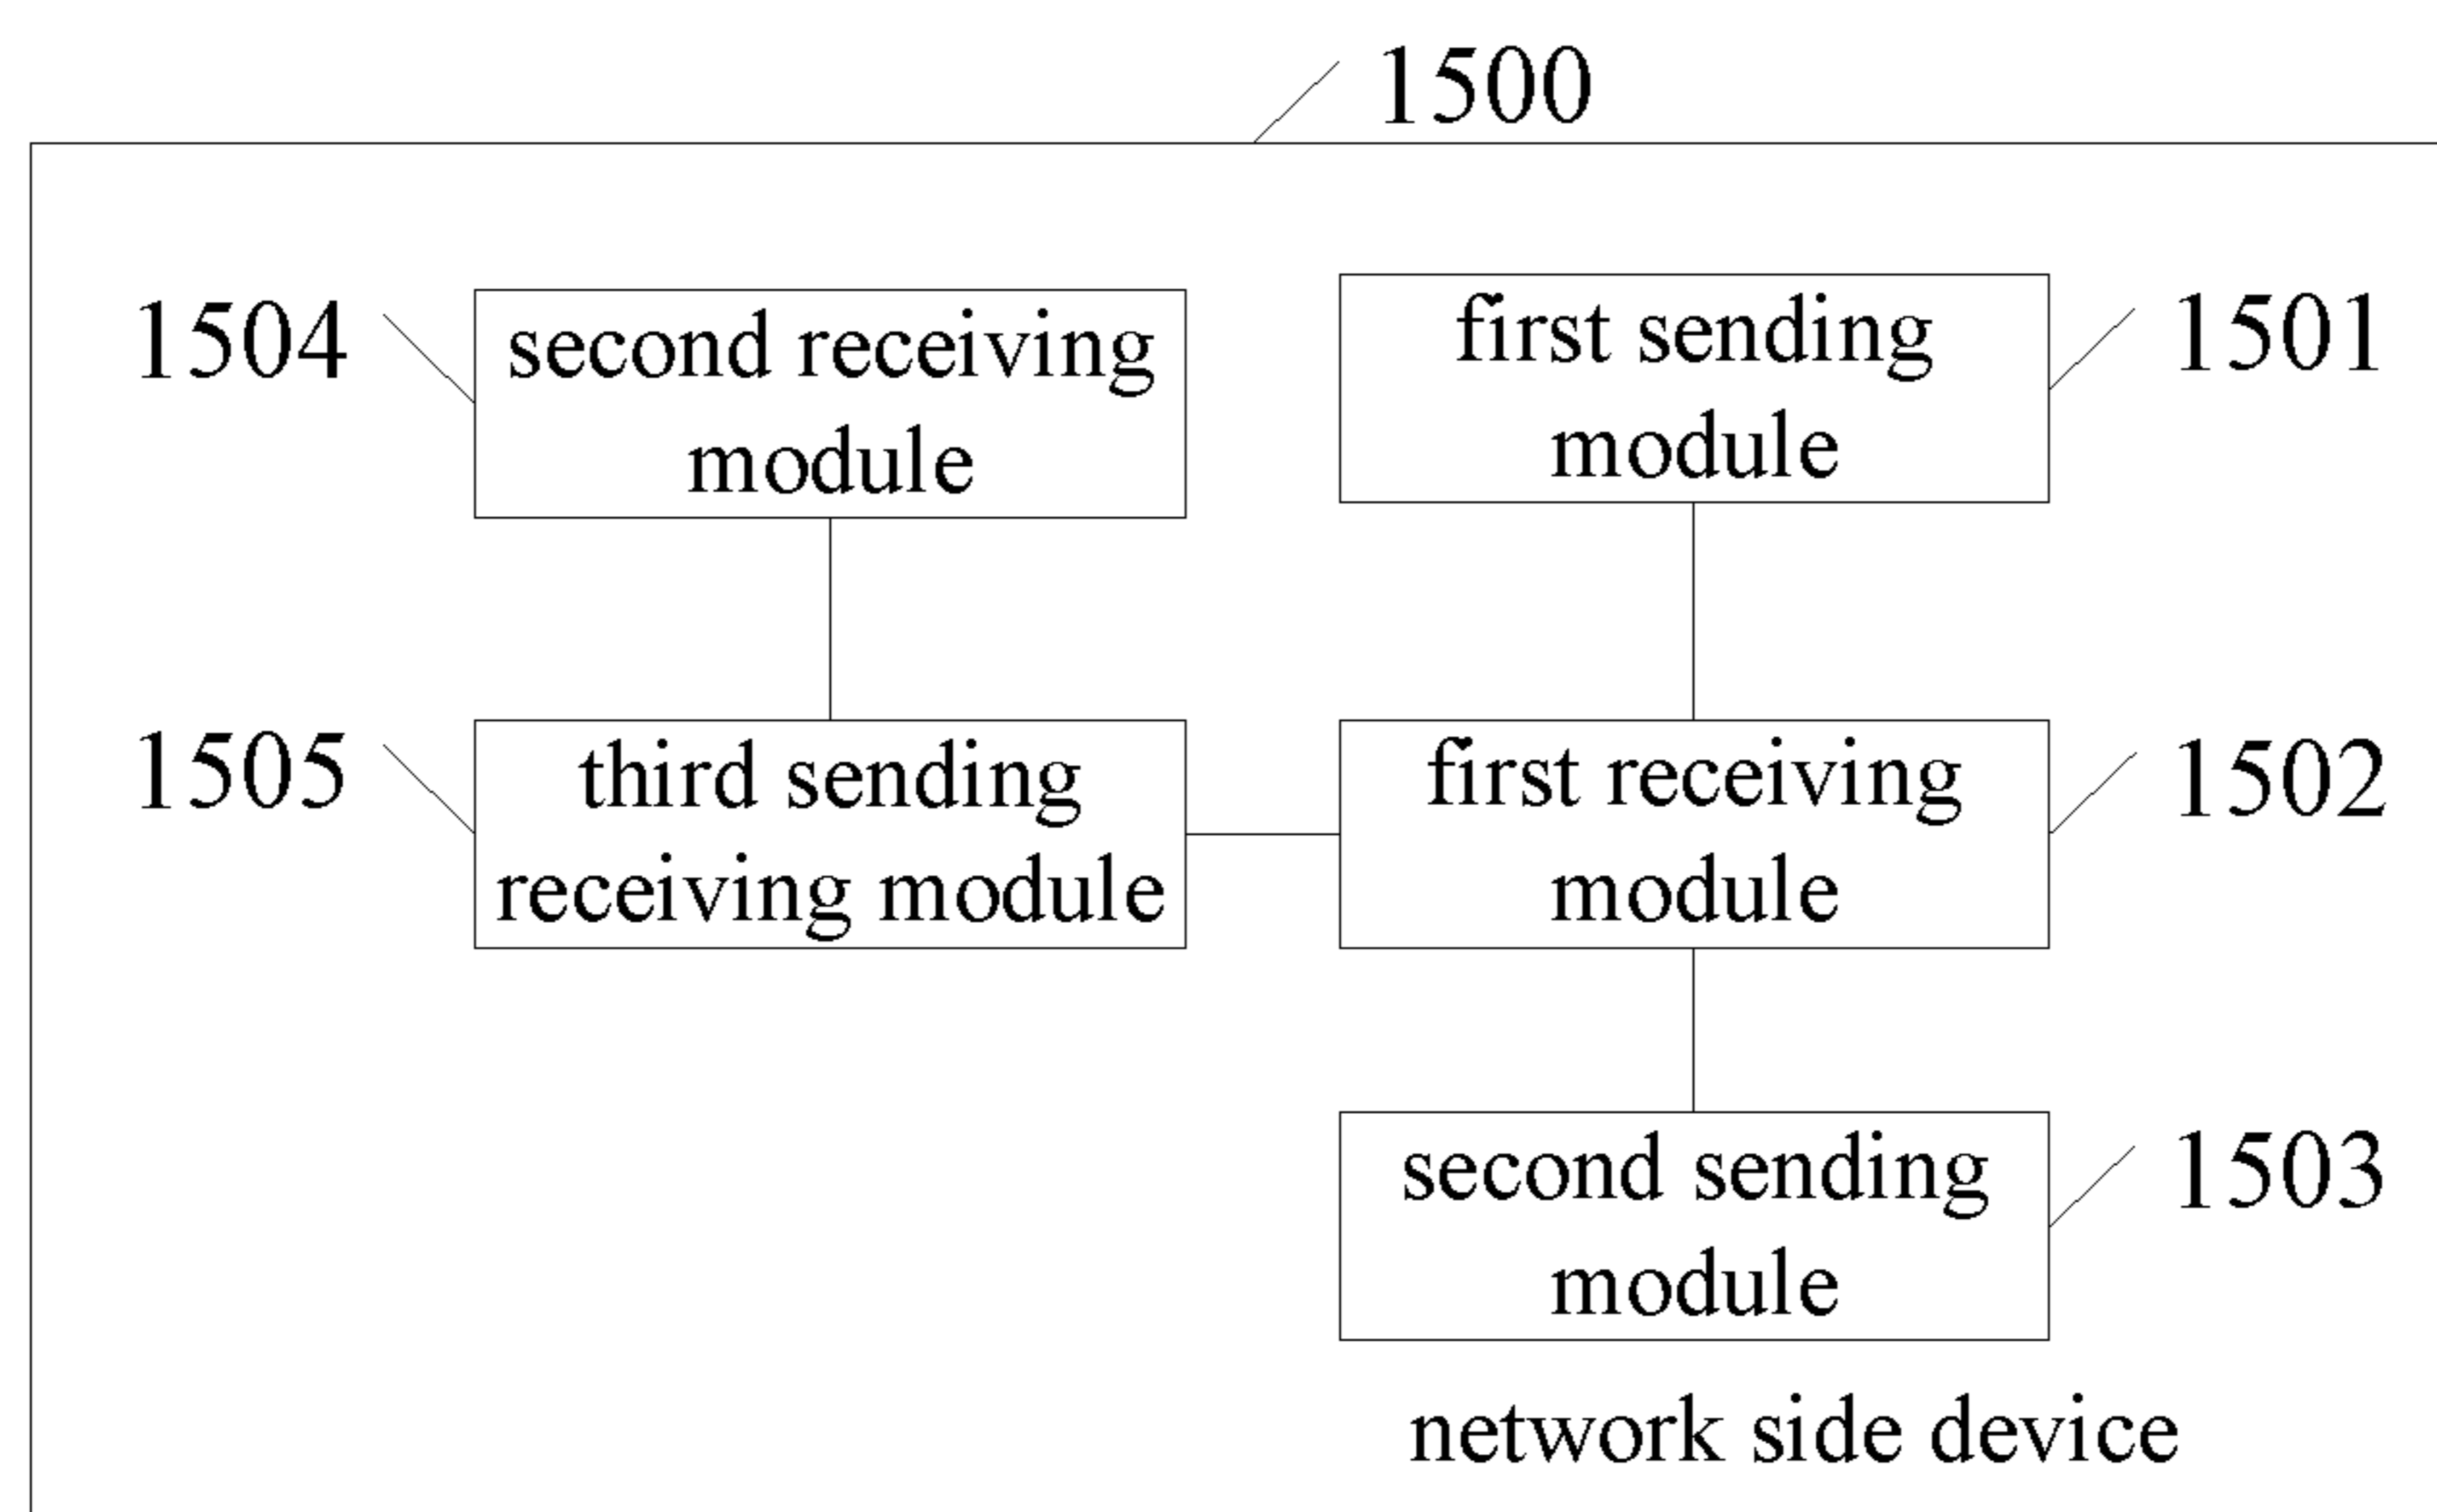 1500
1504
second receiving
module
first sending
module
1501
1505
third sending
receiving module
first receiving
module
1502
second sending
module
1503
network side device